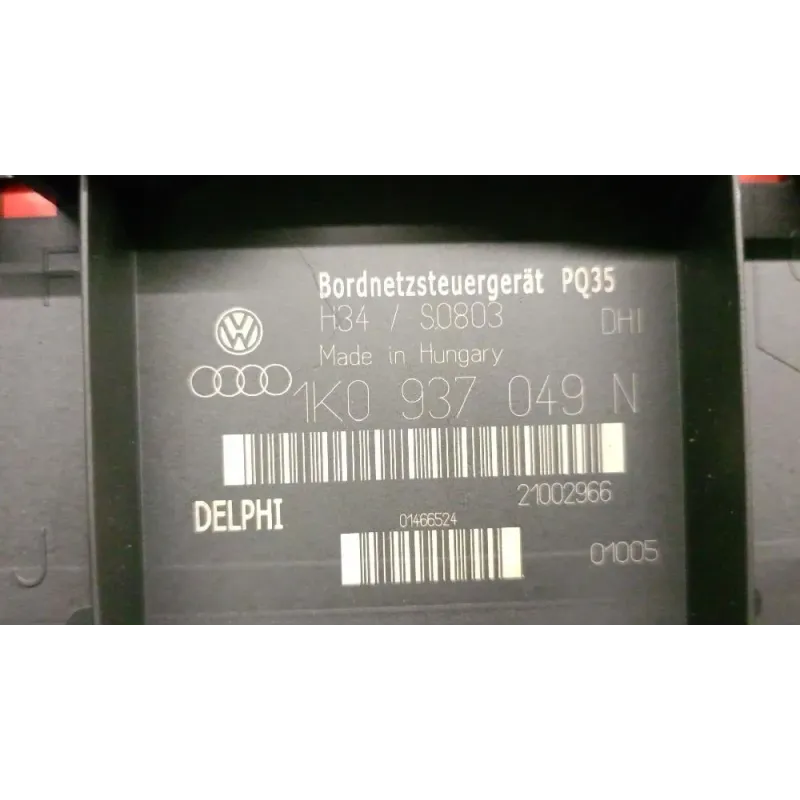 Bordnetzsteuergerät PQ35
H34 / S0803 DHI
Made in Hungary
1K0 937 049 N
21002966
DELPHI 01466524
01005
F
J